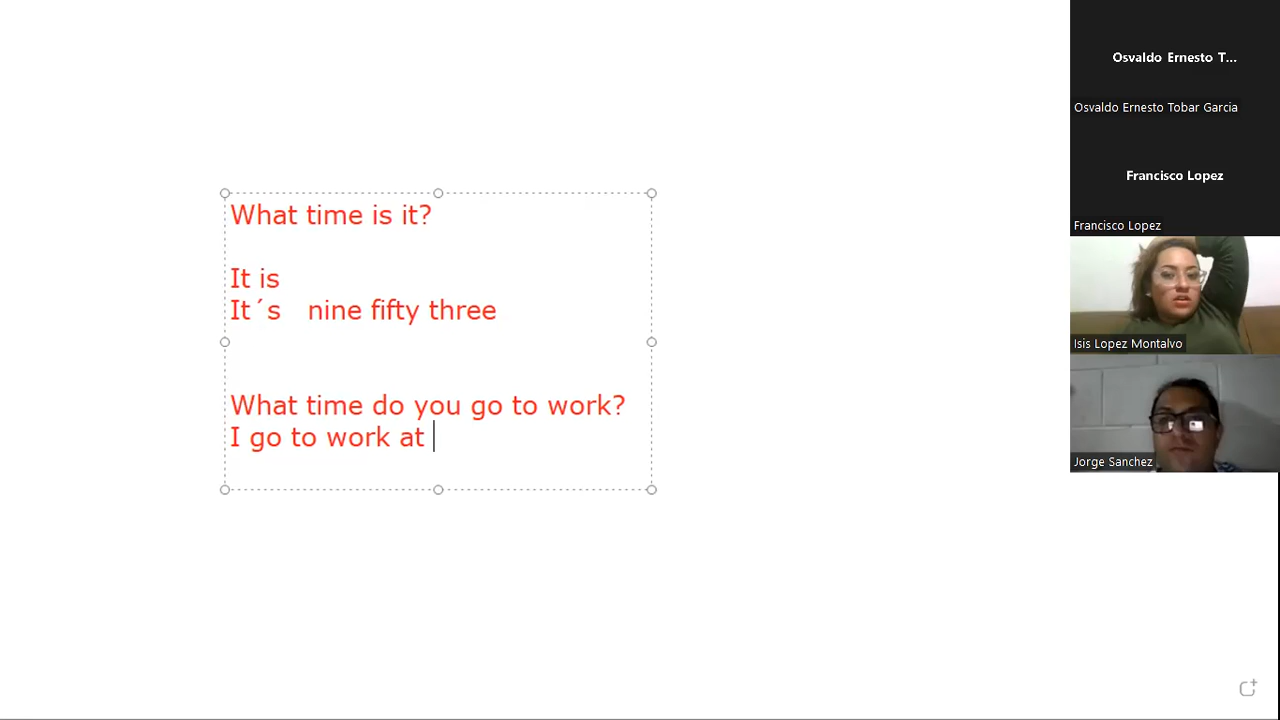 What time is it?
It is
It´s nine fifty three
What time do you go to work?
I go to work at
Osvaldo Ernesto T...
Osvaldo Ernesto Tobar Garcia
Francisco Lopez
Francisco Lopez
Isis Lopez Montalvo
Jorge Sanchez